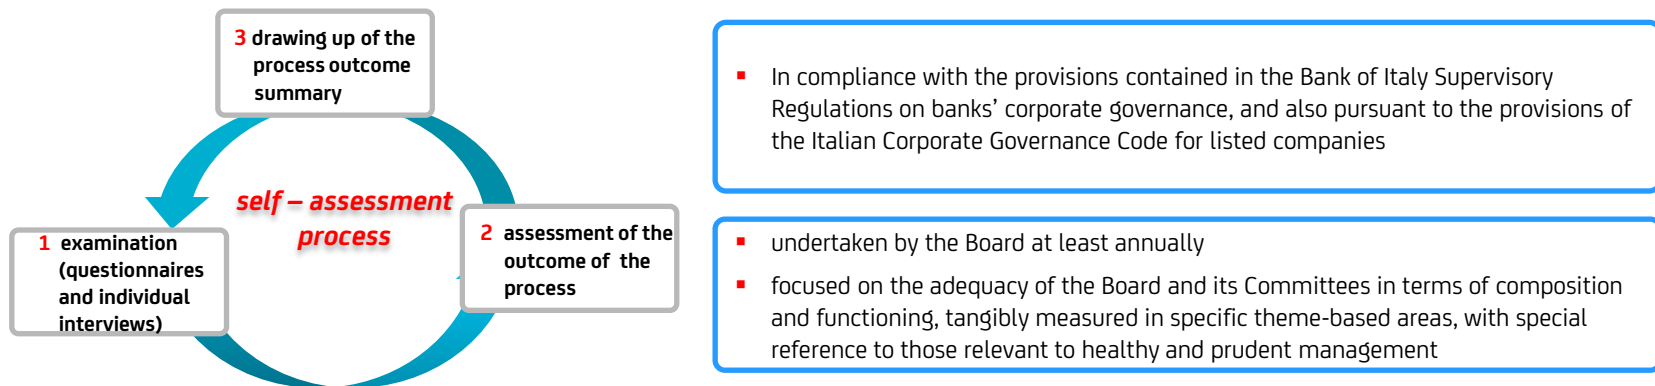 3 drawing up of the
process outcome
summary
self – assessment
process
1 examination
(questionnaires
and individual
interviews)
2 assessment of the
outcome of the
process
▪ In compliance with the provisions contained in the Bank of Italy Supervisory
Regulations on banks’ corporate governance, and also pursuant to the provisions of
the Italian Corporate Governance Code for listed companies
▪ undertaken by the Board at least annually
▪ focused on the adequacy of the Board and its Committees in terms of composition
and functioning, tangibly measured in specific theme-based areas, with special
reference to those relevant to healthy and prudent management